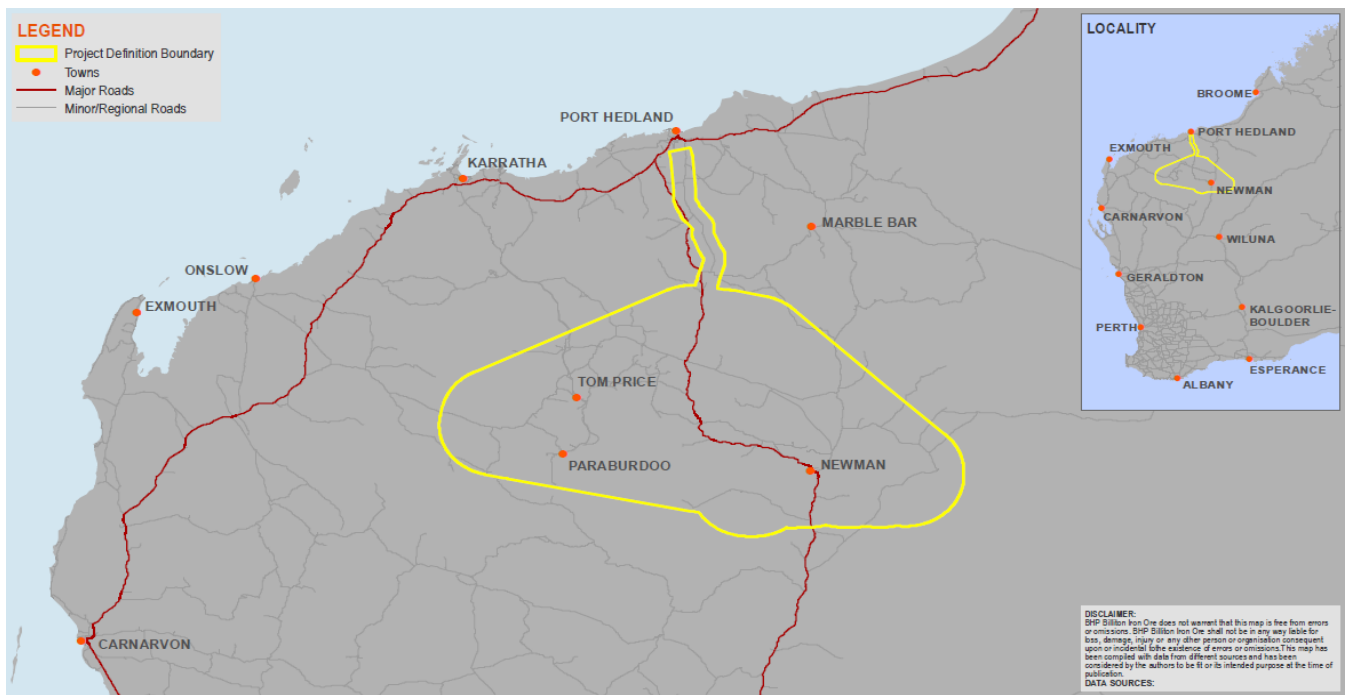 LEGEND
Project Definition Boundary
Towns
Major Roads
Minor/Regional Roads
PORT HEDLAND
KARRATHA
MARBLE BAR
ONSLOW
EXMOUTH
TOM PRICE
PARABURDOO
NEWMAN
CARNARVON
LOCALITY
BROOME
PORT HEDLAND
EXMOUTH
NEWMAN
CARNARVON
WILUNA
GERALDTON
KALGOORLIE-
BOULDER
PERTH
ESPERANCE
ALBANY
DISCLAIMER:
BHP Billiton Iron Ore does not warrant that this map is free from errors
or omissions. BHP Billiton Iron Ore shall not be in any way liable for
loss, damage, injury or any other person or organisation consequent
upon or incidental tothe existence of errors or omissions.This map has
been compiled with data from different sources and has been
considered by the authors to be fit or its intended purpose at the time of
publication.
DATA SOURCES: